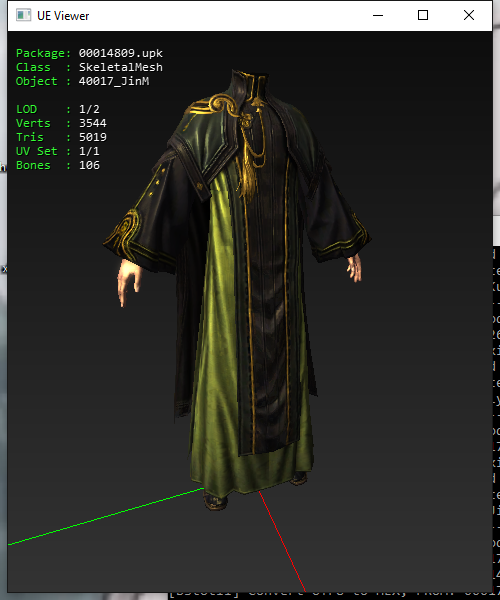 UE Viewer
Package: 00014809.upk
Class : SkeletalMesh
Object : 40017_JinM
LOD : 1/2
Verts : 3544
Tris : 5019
UV Set : 1/1
Bones : 106